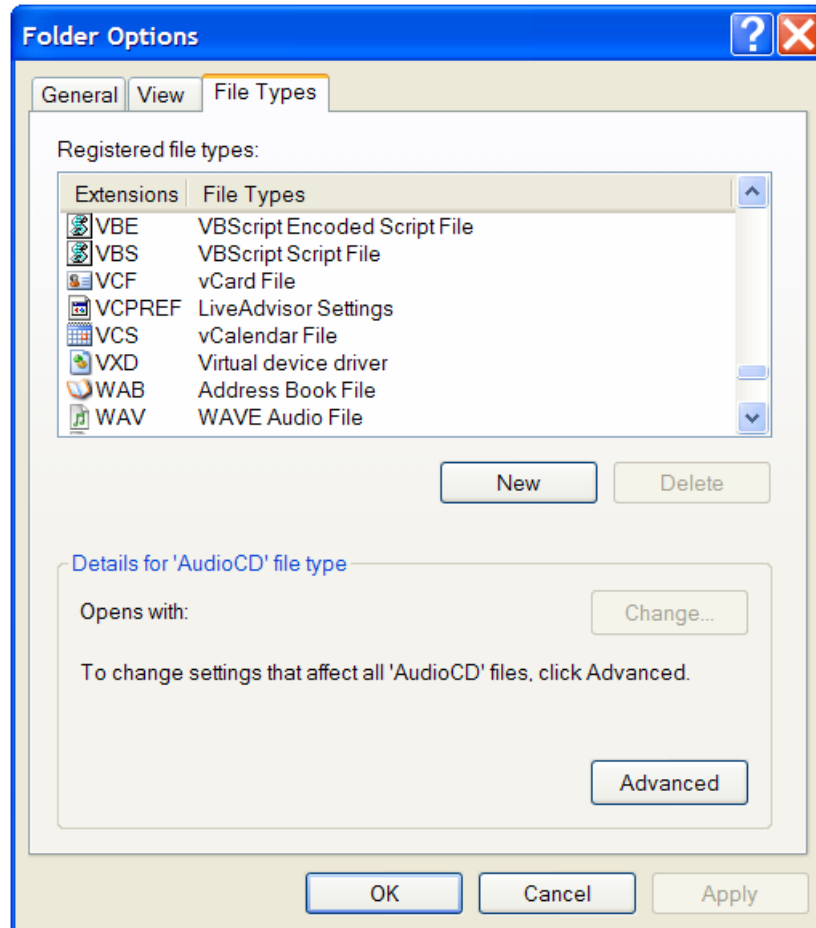 Folder Options
General View File Types
Registered file types:
Extensions File Types
VBE VBScript Encoded Script File
VBS VBScript Script File
VCF vCard File
VCPREF LiveAdvisor Settings
VCS vCalendar File
VXD Virtual device driver
WAB Address Book File
WAV WAVE Audio File
New Delete
Details for 'AudioCD' file type
Opens with: Change...
To change settings that affect all 'AudioCD' files, click Advanced.
Advanced
OK Cancel Apply